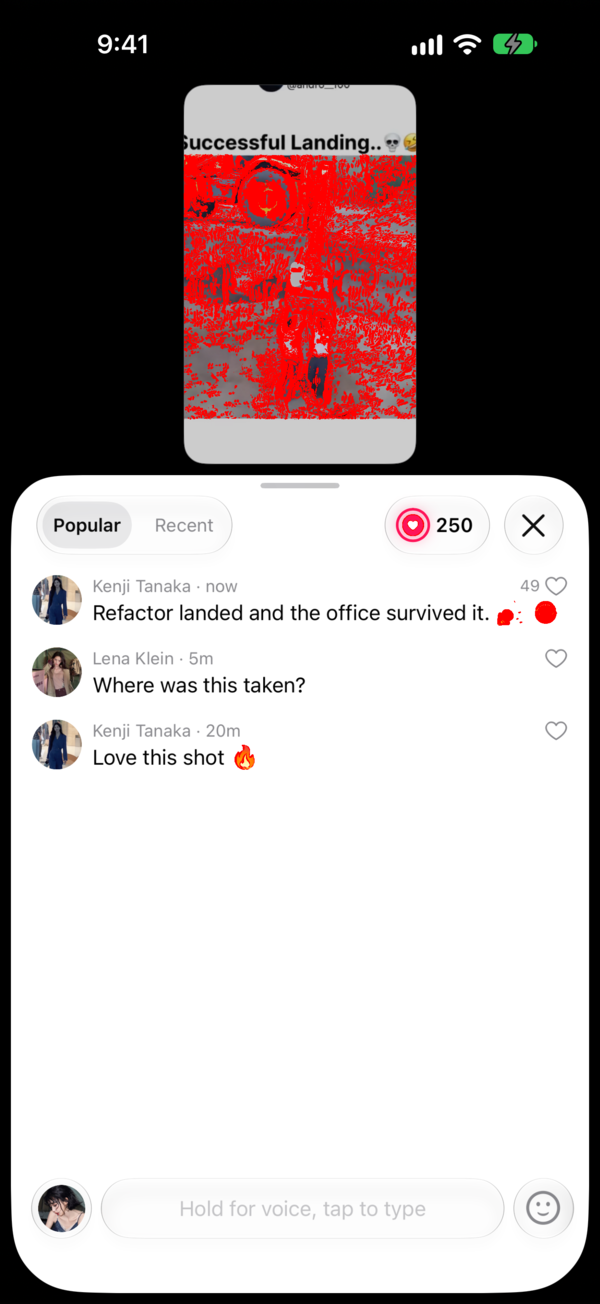 9:41
Successful Landing..💀🤣
Popular
Recent
250
Kenji Tanaka · now
49
Refactor landed and the office survived it.
Lena Klein · 5m
Where was this taken?
Kenji Tanaka · 20m
Love this shot 🔥
Hold for voice, tap to type